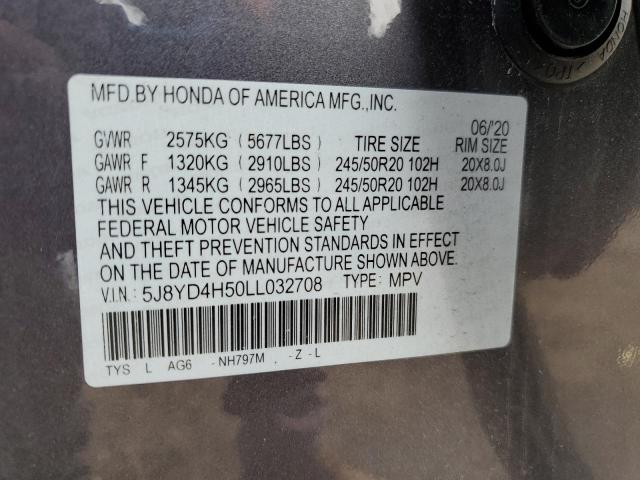 HONDA
MFD.BY HONDA OF AMERICA MFG.,INC.
06/'20
GVWR 2575KG (5677LBS) TIRE SIZE RIM SIZE
GAWR F 1320KG (2910LBS) 245/50R20 102H 20X8.0J
GAWR R 1345KG (2965LBS) 245/50R20 102H 20X8.0J
THIS VEHICLE CONFORMS TO ALL APPLICABLE
FEDERAL MOTOR VEHICLE SAFETY
AND THEFT PREVENTION STANDARDS IN EFFECT
ON THE DATE OF MANUFACTURE SHOWN ABOVE.
V.I.N: 5J8YD4H50LL032708 TYPE: MPV
TYS L AG6 -NH797M -Z -L